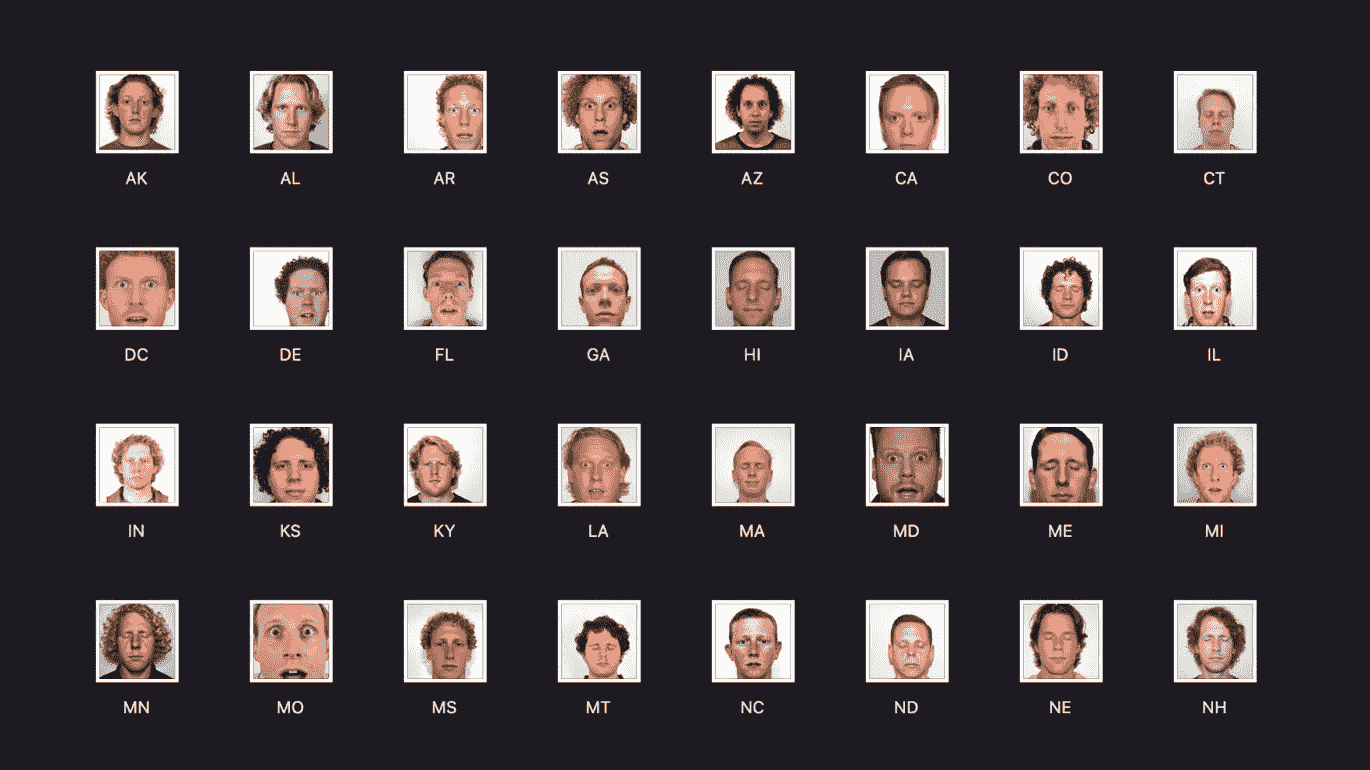 AK AL AR AS AZ CA CO CT
DC DE FL GA HI IA ID IL
IN KS KY LA MA MD ME MI
MN MO MS MT NC ND NE NH